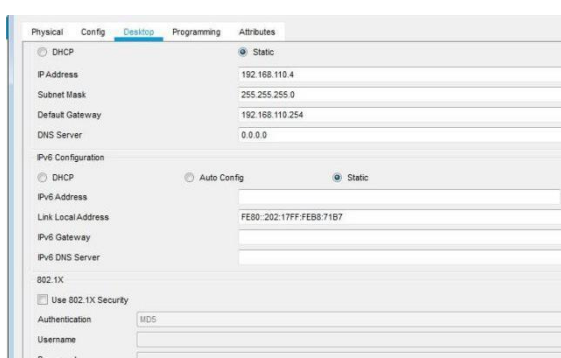 Physical Config Desktop Programming Attributes
DHCP Static
IP Address 192.168.110.4
Subnet Mask 255.255.255.0
Default Gateway 192.168.110.254
DNS Server 0.0.0.0
IPv6 Configuration
DHCP Auto Config Static
IPv6 Address
Link Local Address FE80::202:17FF:FEB8:71B7
IPv6 Gateway
IPv6 DNS Server
802.1X
Use 802.1X Security
Authentication MD5
Username